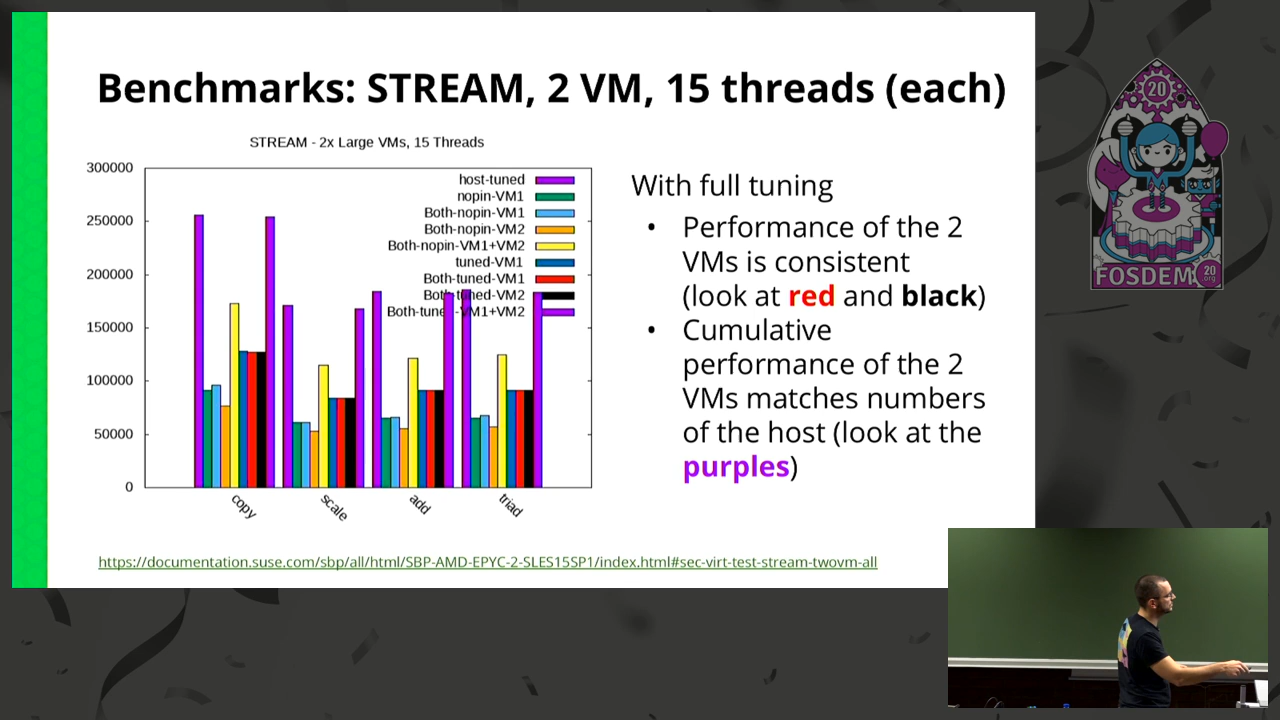 Benchmarks: STREAM, 2 VM, 15 threads (each)
STREAM - 2x Large VMs, 15 Threads
300000
250000
200000
150000
100000
50000
0
host-tuned
nopin-VM1
Both-nopin-VM1
Both-nopin-VM2
Both-nopin-VM1+VM2
tuned-VM1
Both-tuned-VM1
Both-tuned-VM2
Both-tuned-VM1+VM2
copy
scale
add
triad
With full tuning
• Performance of the 2
VMs is consistent
(look at red and black)
• Cumulative
performance of the 2
VMs matches numbers
of the host (look at the
purples)
https://documentation.suse.com/sbp/all/html/SBP-AMD-EPYC-2-SLES15SP1/index.html#sec-virt-test-stream-twovm-all
20
FOSDEM
20
.org